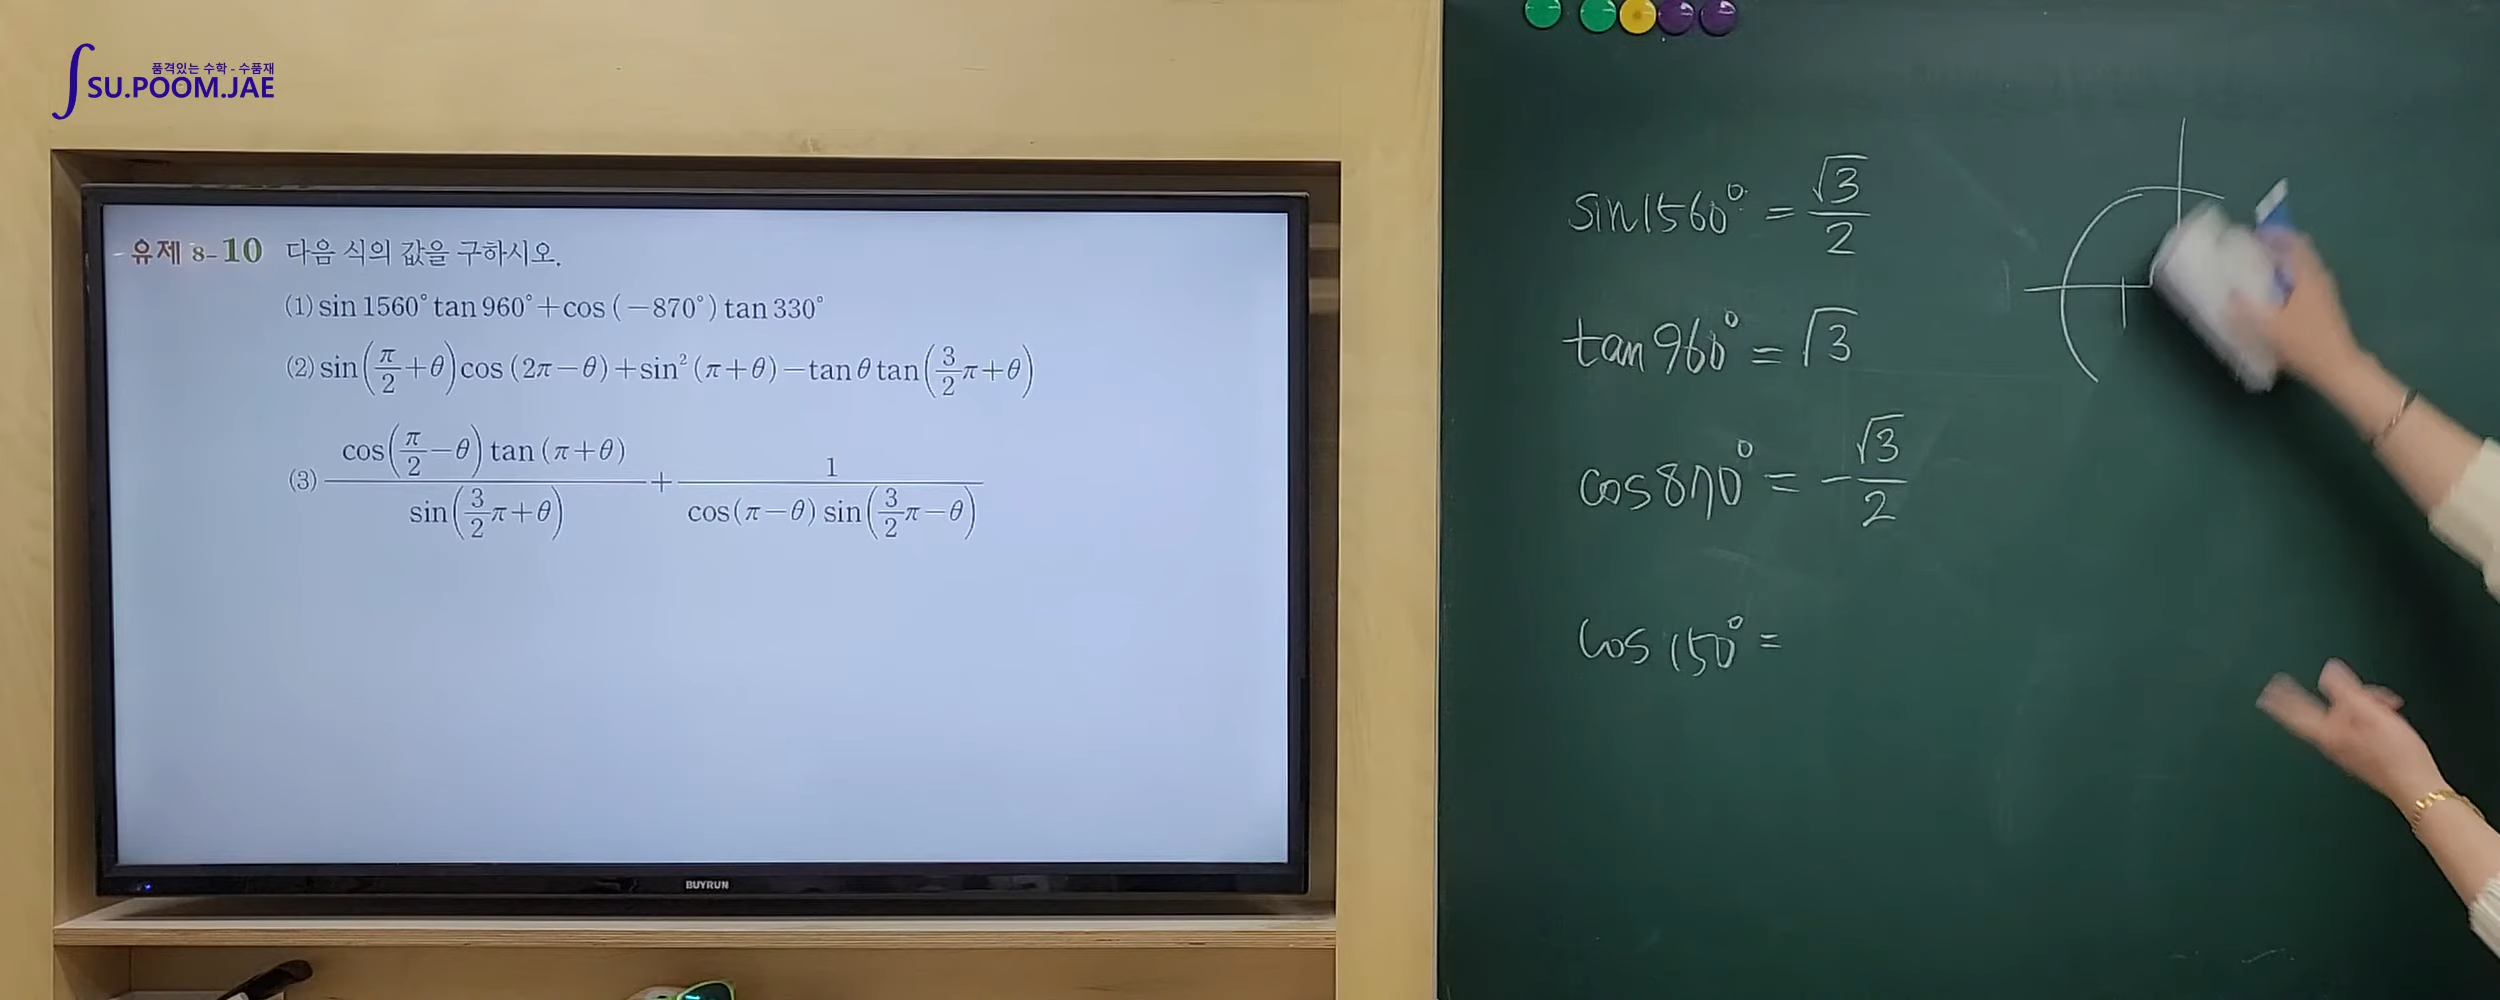 품격있는 수학 - 수품재
SU.POOM.JAE
유제 8-10 다음 식의 값을 구하시오.
(1) sin 1560° tan 960° + cos (−870°) tan 330°
(2) sin(π/2 + θ) cos (2π − θ) + sin² (π + θ) − tan θ tan(3/2 π + θ)
(3) cos(π/2 − θ) tan (π + θ) / sin(3/2 π + θ) + 1 / cos(π − θ) sin(3/2 π − θ)
BUYRUN
sin1560° = √3/2
tan960° = √3
cos870° = -√3/2
cos150° =